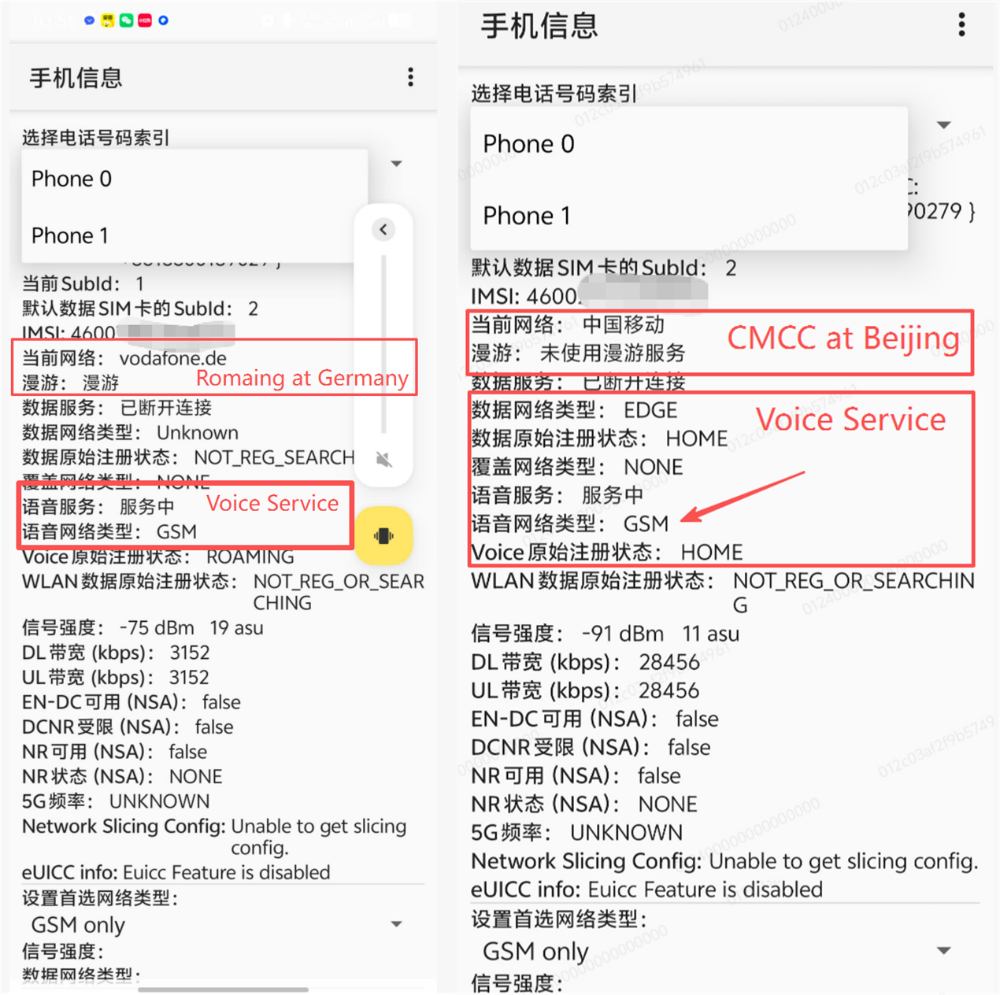 手机信息
选择电话号码索引
Phone 0
Phone 1
当前SubId： 1
默认数据SIM卡的SubId： 2
IMSI: 4600
当前网络： vodafone.de
漫游： 漫游
Romaing at Germany
数据服务： 已断开连接
数据网络类型： Unknown
数据原始注册状态： NOT_REG_SEARCH
覆盖网络类型： NONE
语音服务： 服务中
Voice Service
语音网络类型： GSM
Voice原始注册状态： ROAMING
WLAN数据原始注册状态： NOT_REG_OR_SEAR
CHING
信号强度： -75 dBm 19 asu
DL带宽 (kbps)： 3152
UL带宽 (kbps)： 3152
EN-DC可用 (NSA)： false
DCNR受限 (NSA)： false
NR可用 (NSA)： false
NR状态 (NSA)： NONE
5G频率： UNKNOWN
Network Slicing Config: Unable to get slicing
config.
eUICC info: Euicc Feature is disabled
设置首选网络类型：
GSM only
信号强度：
数据网络类型：
手机信息
选择电话号码索引
Phone 0
Phone 1
90279 }
默认数据SIM卡的SubId： 2
IMSI: 4600
当前网络： 中国移动
漫游： 未使用漫游服务
CMCC at Beijing
数据服务： 已断开连接
数据网络类型： EDGE
Voice Service
数据原始注册状态： HOME
覆盖网络类型： NONE
语音服务： 服务中
语音网络类型： GSM
Voice原始注册状态： HOME
WLAN数据原始注册状态： NOT_REG_OR_SEARCHIN
G
信号强度： -91 dBm 11 asu
DL带宽 (kbps)： 28456
UL带宽 (kbps)： 28456
EN-DC可用 (NSA)： false
DCNR受限 (NSA)： false
NR可用 (NSA)： false
NR状态 (NSA)： NONE
5G频率： UNKNOWN
Network Slicing Config: Unable to get slicing config.
eUICC info: Euicc Feature is disabled
设置首选网络类型：
GSM only
信号强度：